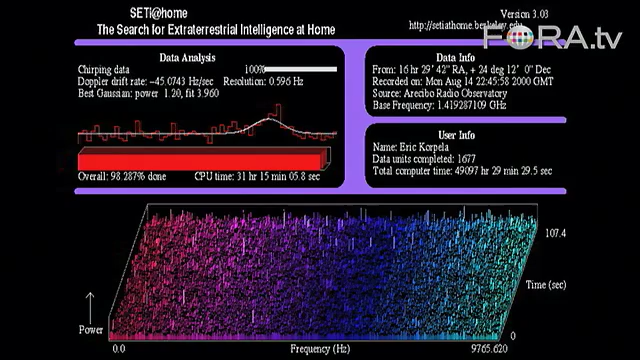 SETI@home
The Search for Extraterrestrial Intelligence at Home
Version 3.03
http://setiathome.berkeley.edu
FORA.tv
Data Analysis
Chirping data 100%
Doppler drift rate: -45.0743 Hz/sec Resolution: 0.596 Hz
Best Gaussian: power 1.20, fit 3.960
Overall: 98.287% done CPU time: 31 hr 15 min 05.8 sec
Data Info
From: 16 hr 29' 42" RA, + 24 deg 12' 0" Dec
Recorded on: Mon Aug 14 22:45:58 2000 GMT
Source: Arecibo Radio Observatory
Base Frequency: 1.419287109 GHz
User Info
Name: Eric Korpela
Data units completed: 1677
Total computer time: 49097 hr 29 min 29.5 sec
107.4
Time (sec)
0
Power
0.0 Frequency (Hz) 9765.620